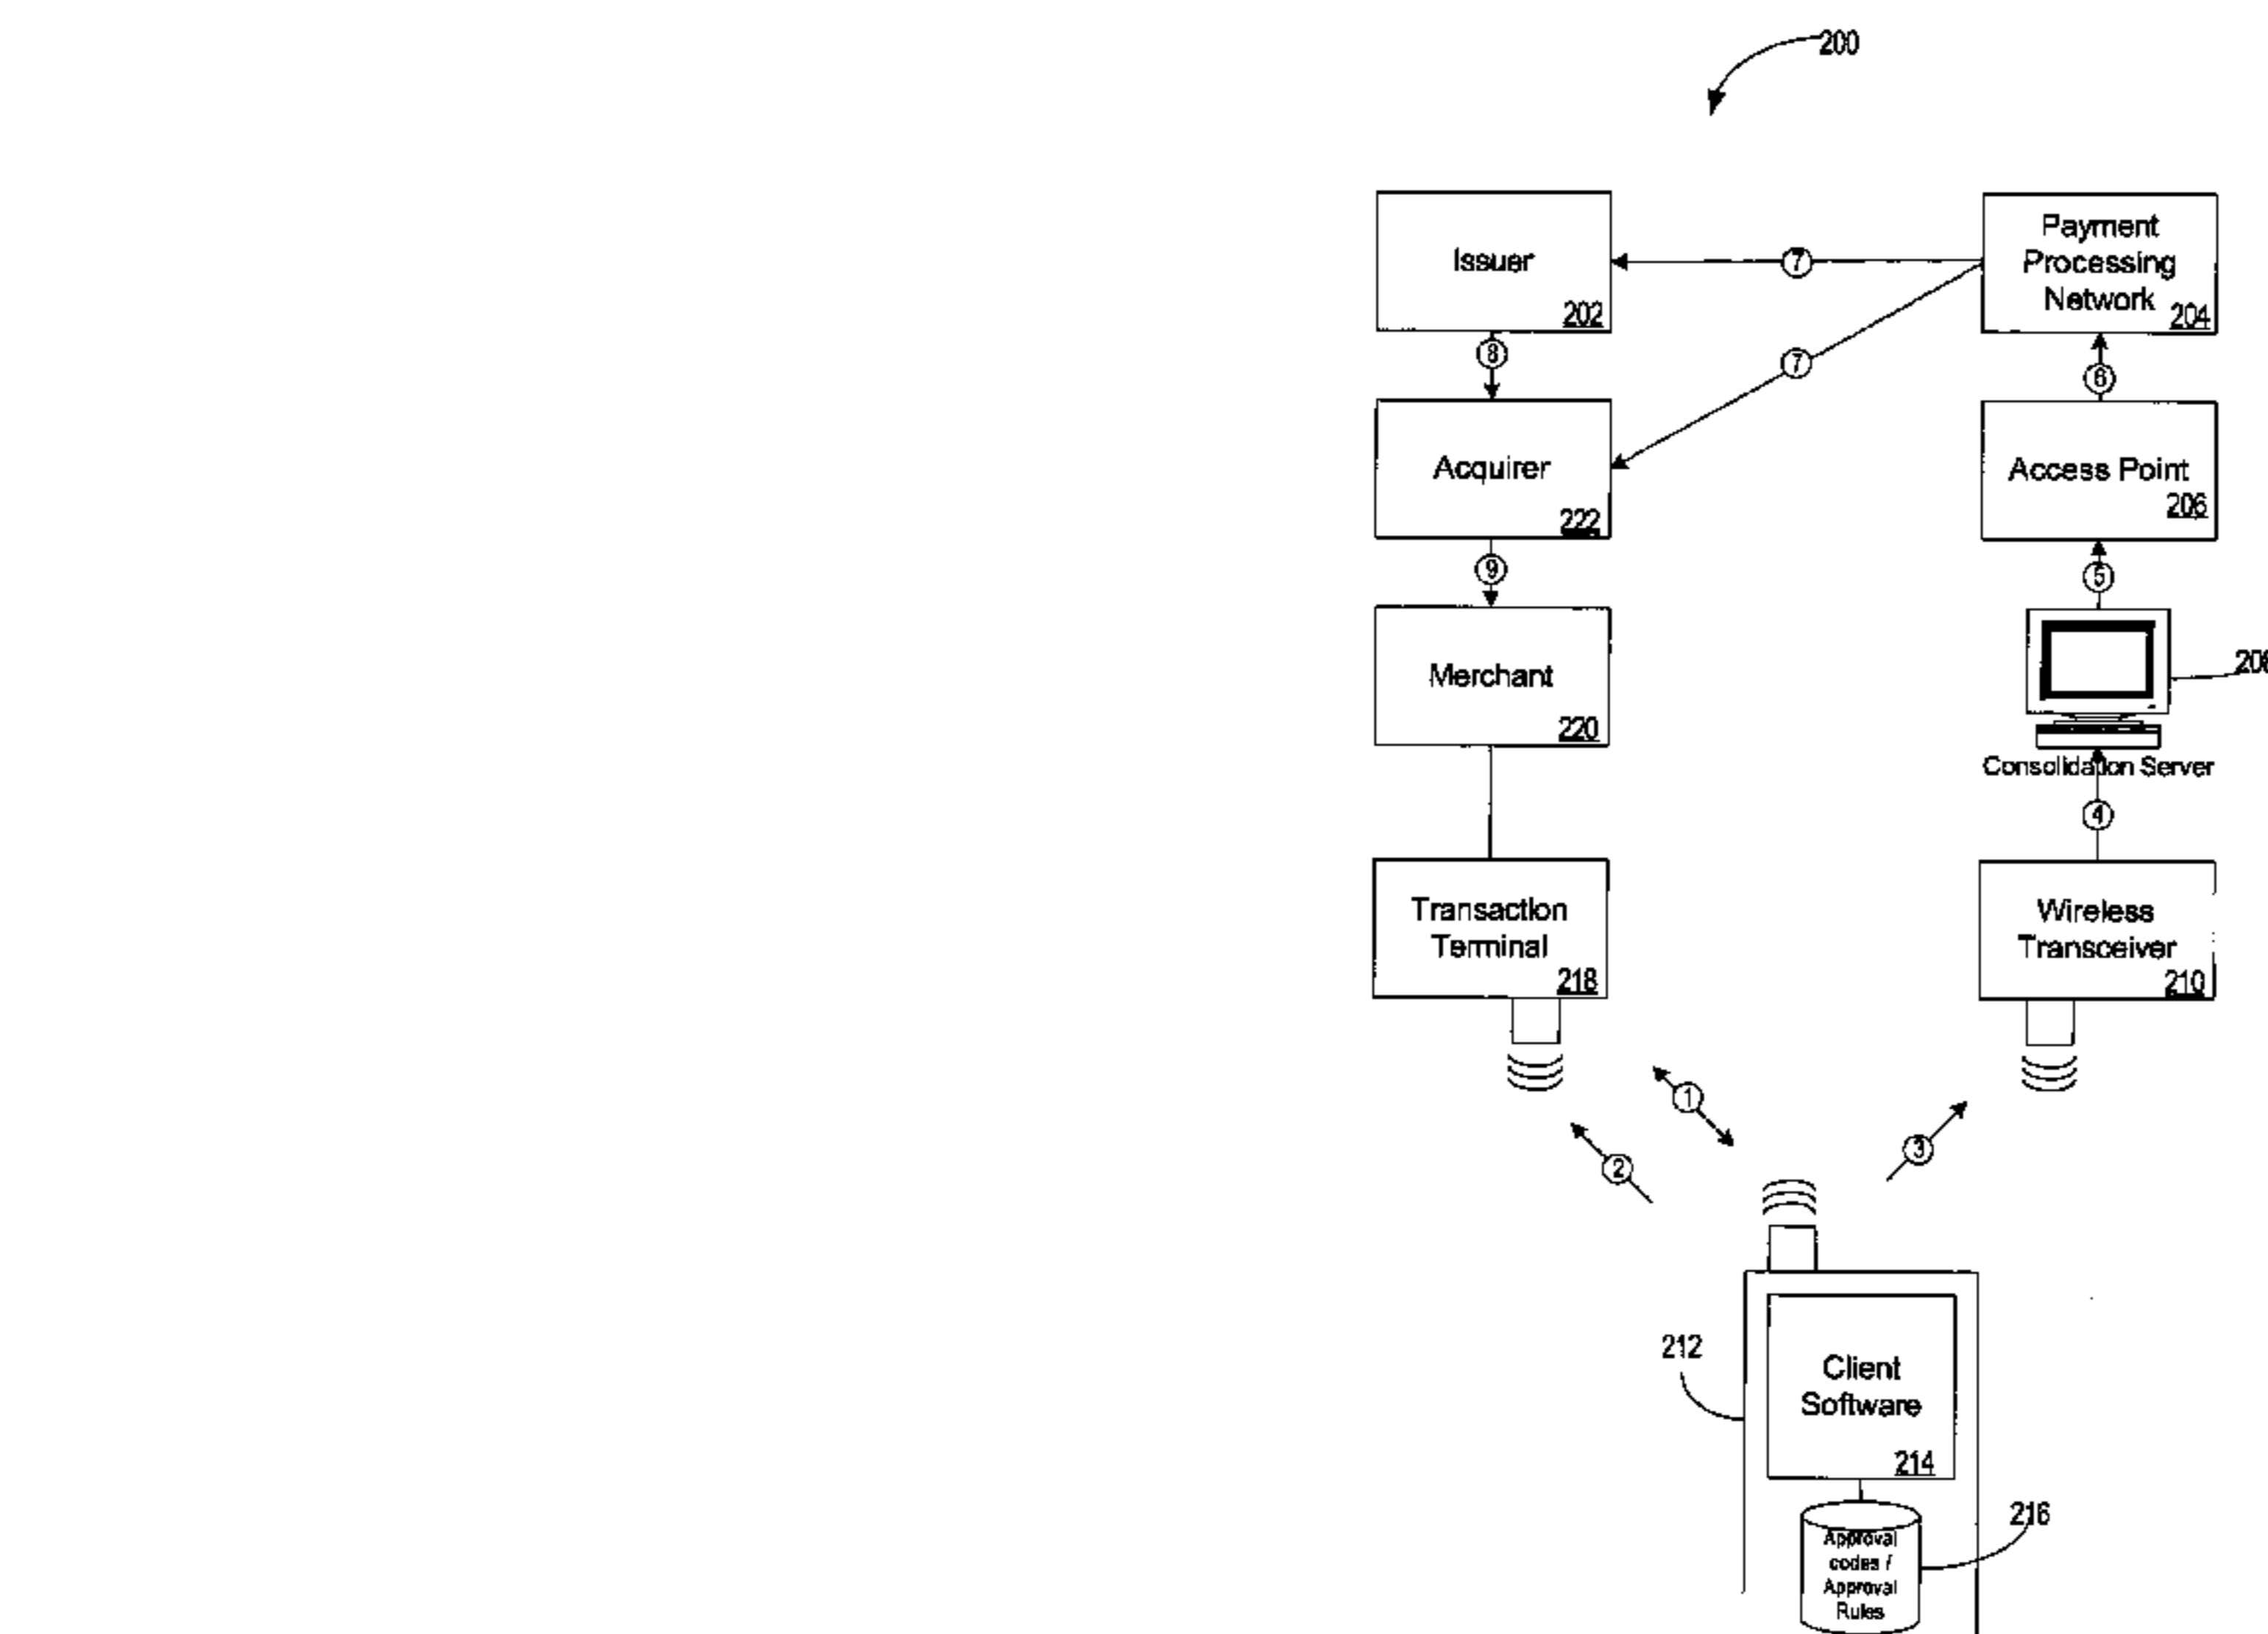 200
Issuer
202
7
Payment
Processing
Network
204
8
7
6
Acquirer
222
Access Point
206
9
5
Merchant
220
Consolidation Server
4
Transaction
Terminal
218
Wireless
Transceiver
210
1
2
3
212
Client
Software
214
216
Approval
codes /
Approval
Rules